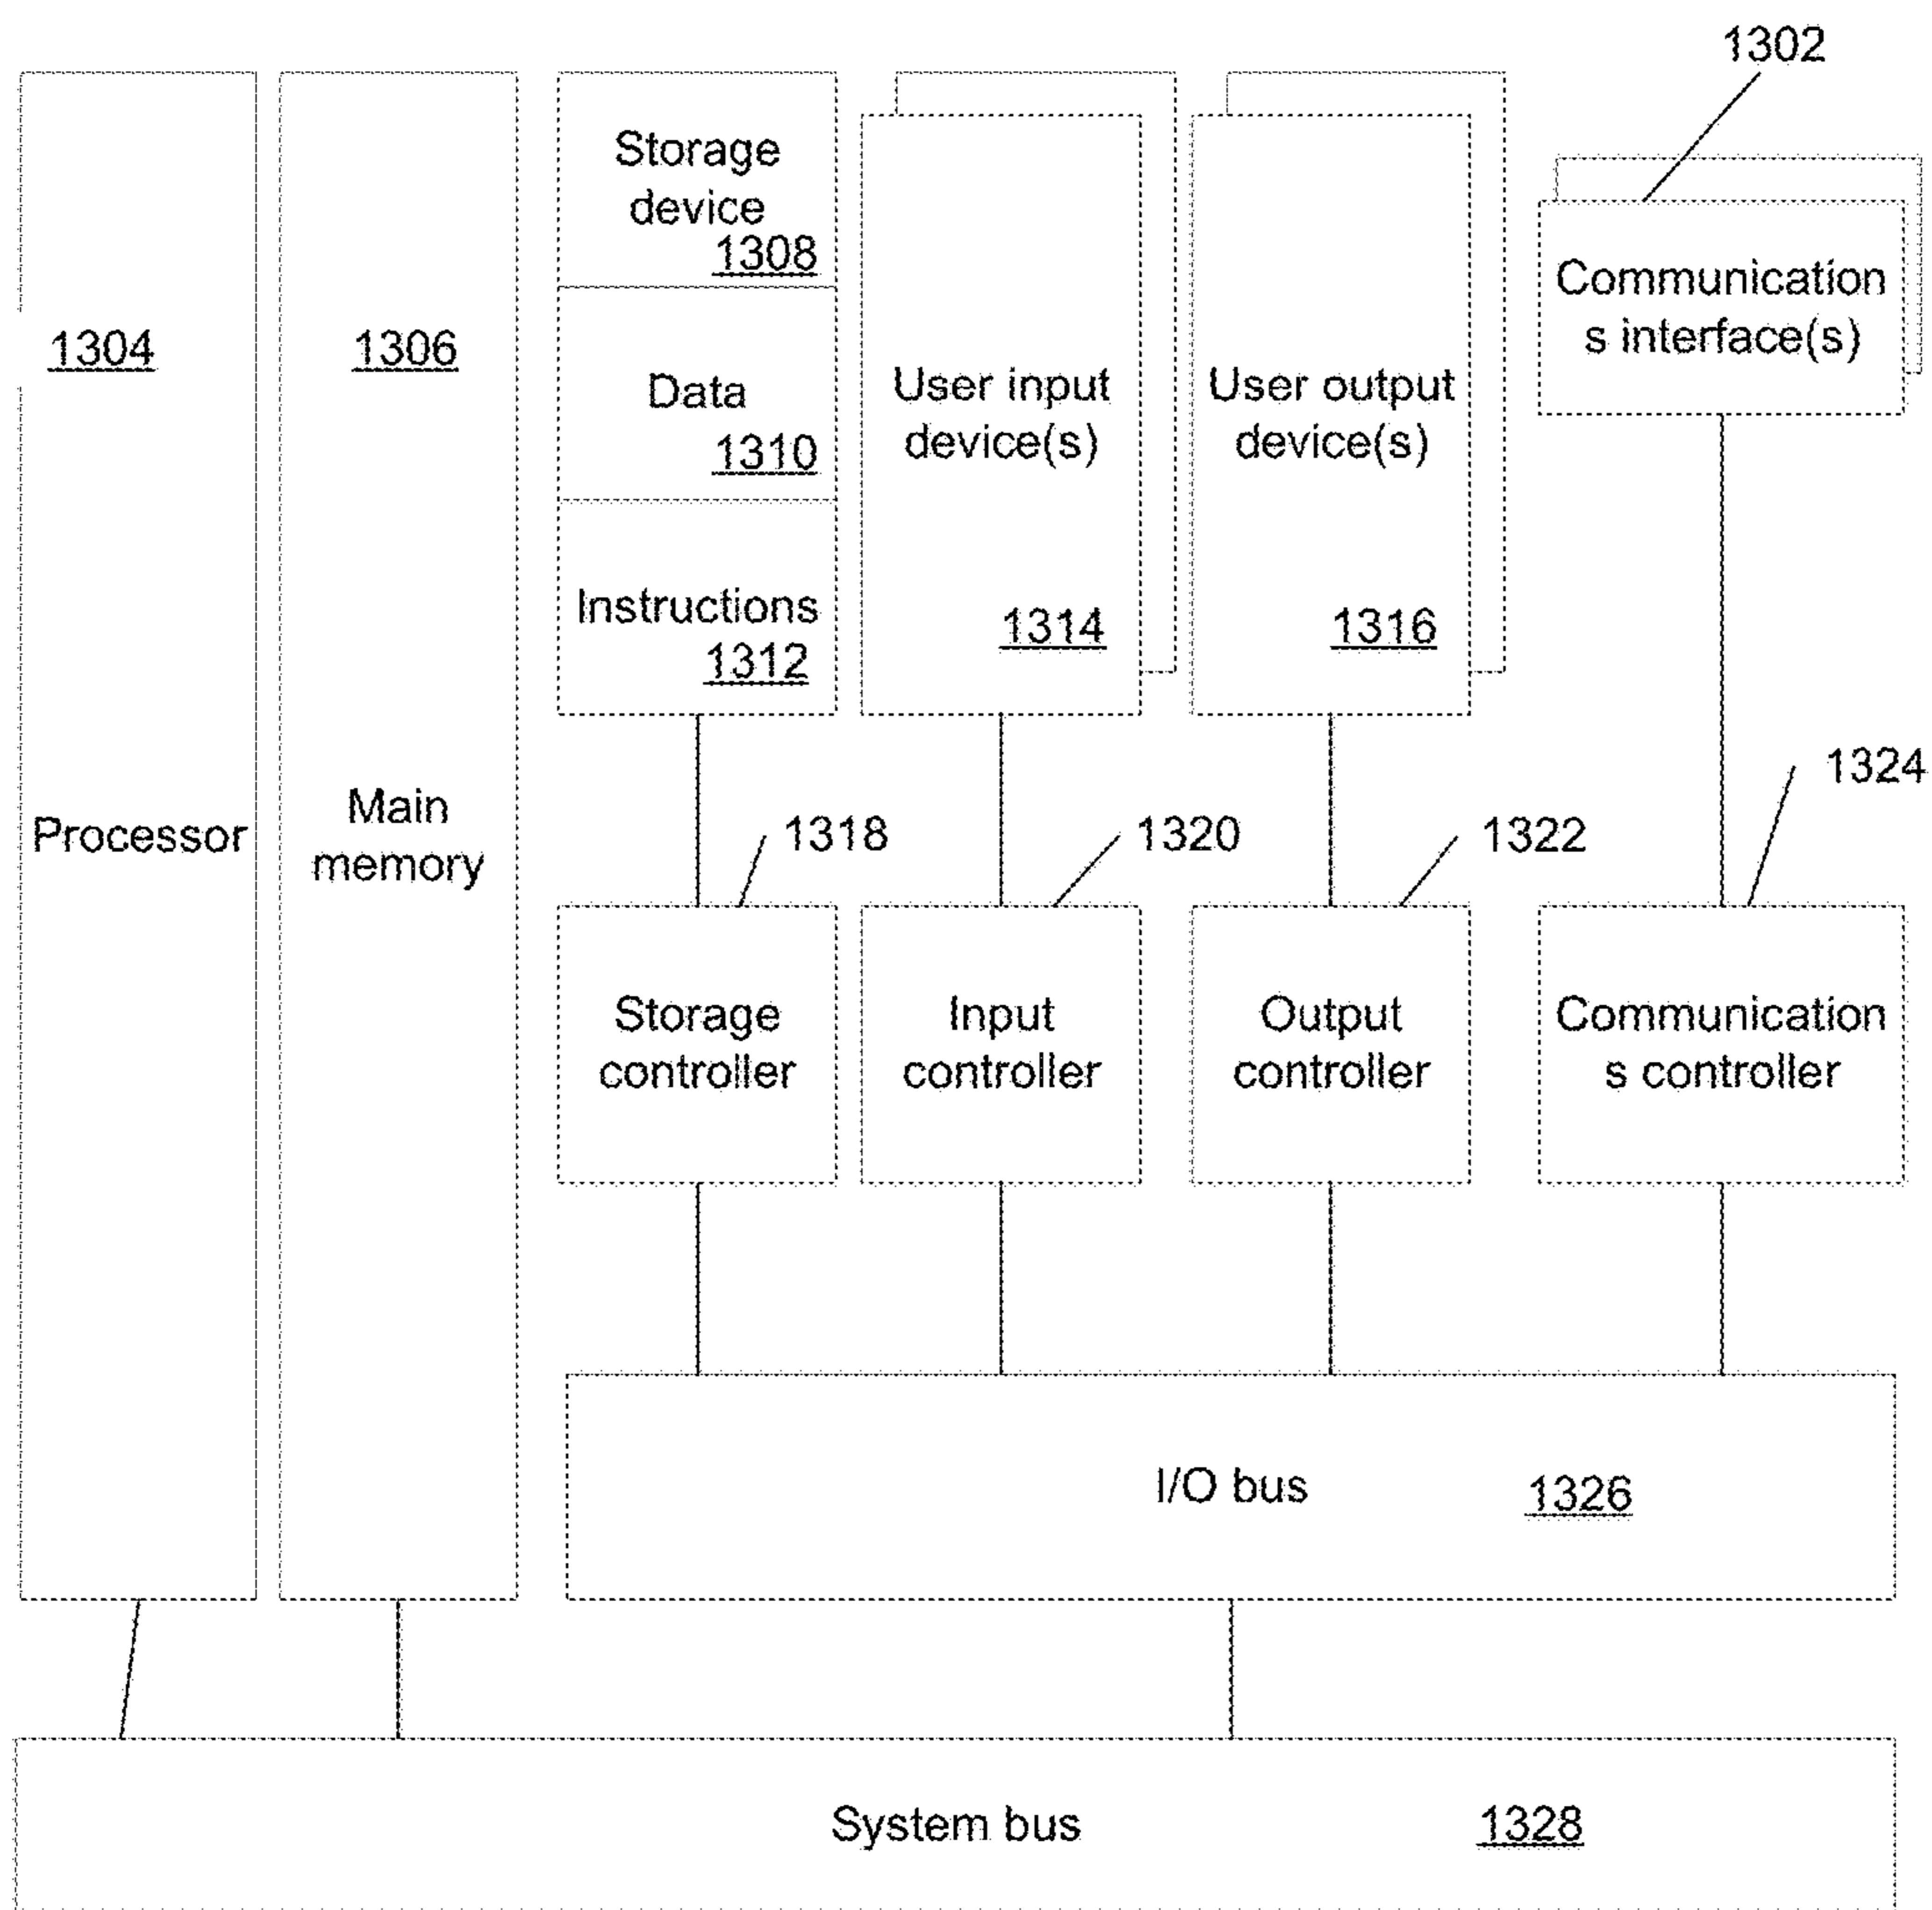 1302
Storage
device
1308
Communication
s interface(s)
1304
1306
Data
1310
User input
device(s)
User output
device(s)
Instructions
1312
1314
1316
1324
Processor
Main
memory
1318
1320
1322
Storage
controller
Input
controller
Output
controller
Communication
s controller
I/O bus
1326
System bus
1328